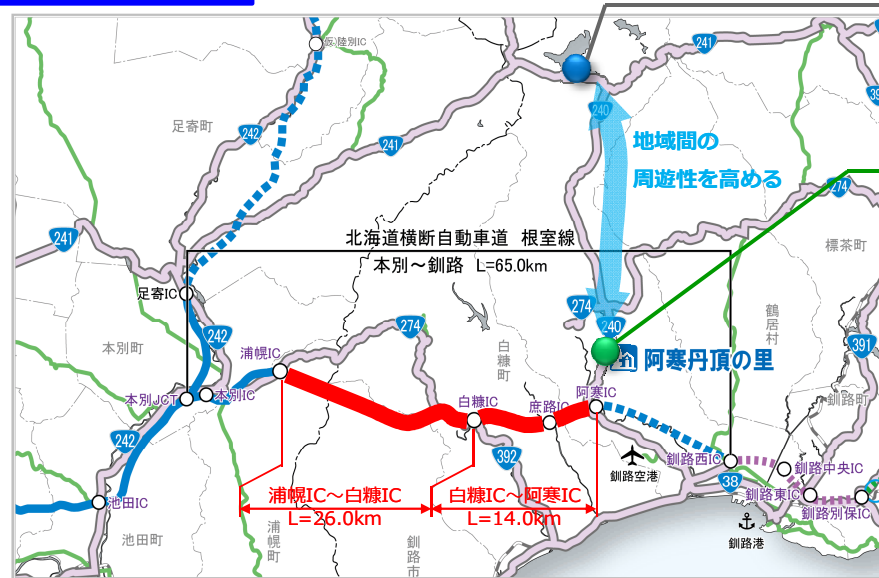 (仮)陸別IC
241
240
39
足寄町
242
241
地域間の
周遊性を高める
274
241
北海道横断自動車道 根室線
標茶町
本別～釧路 L=65.0km
足寄IC
274
鶴居村
240
本別町
242
浦幌IC
274
白糠町
391
阿寒丹頂の里
本別JCT
本別IC
阿寒IC
釧路町
白糠IC
庶路IC
242
392
釧路空港
釧路西IC
釧路中央IC
38
池田IC
浦幌IC～白糠IC
L=26.0km
白糠IC～阿寒IC
L=14.0km
釧路東IC
釧路別保IC
池田町
浦幌町
釧路市
釧路港